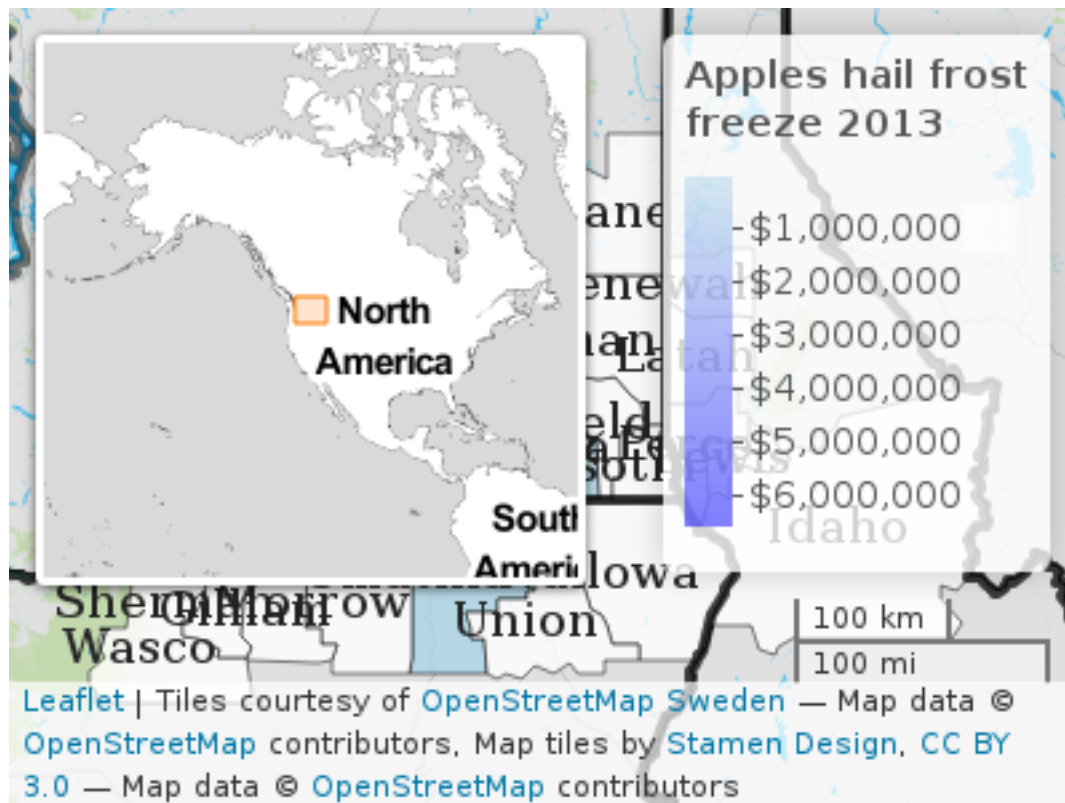 Apples hail frost
freeze 2013
-$1,000,000
-$2,000,000
-$3,000,000
-$4,000,000
-$5,000,000
-$6,000,000
North
America
South
Latah
Idaho
Morrow
Union
Wasco
100 km
100 mi
Leaflet | Tiles courtesy of OpenStreetMap Sweden — Map data ©
OpenStreetMap contributors, Map tiles by Stamen Design, CC BY
3.0 — Map data © OpenStreetMap contributors